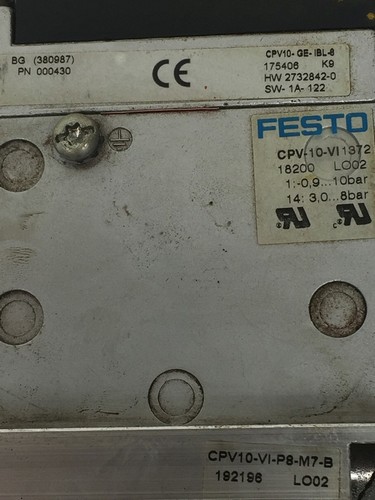 BG (380987)
PN 000430
CE
CPV10-GE-IBL-8
175406 K9
HW 2732842-0
SW-1A-122
FESTO
CPV-10-VI1372
18200 LO02
1:-0,9...10bar
14: 3,0...8bar
CPV10-VI-P8-M7-B
192196 LO02